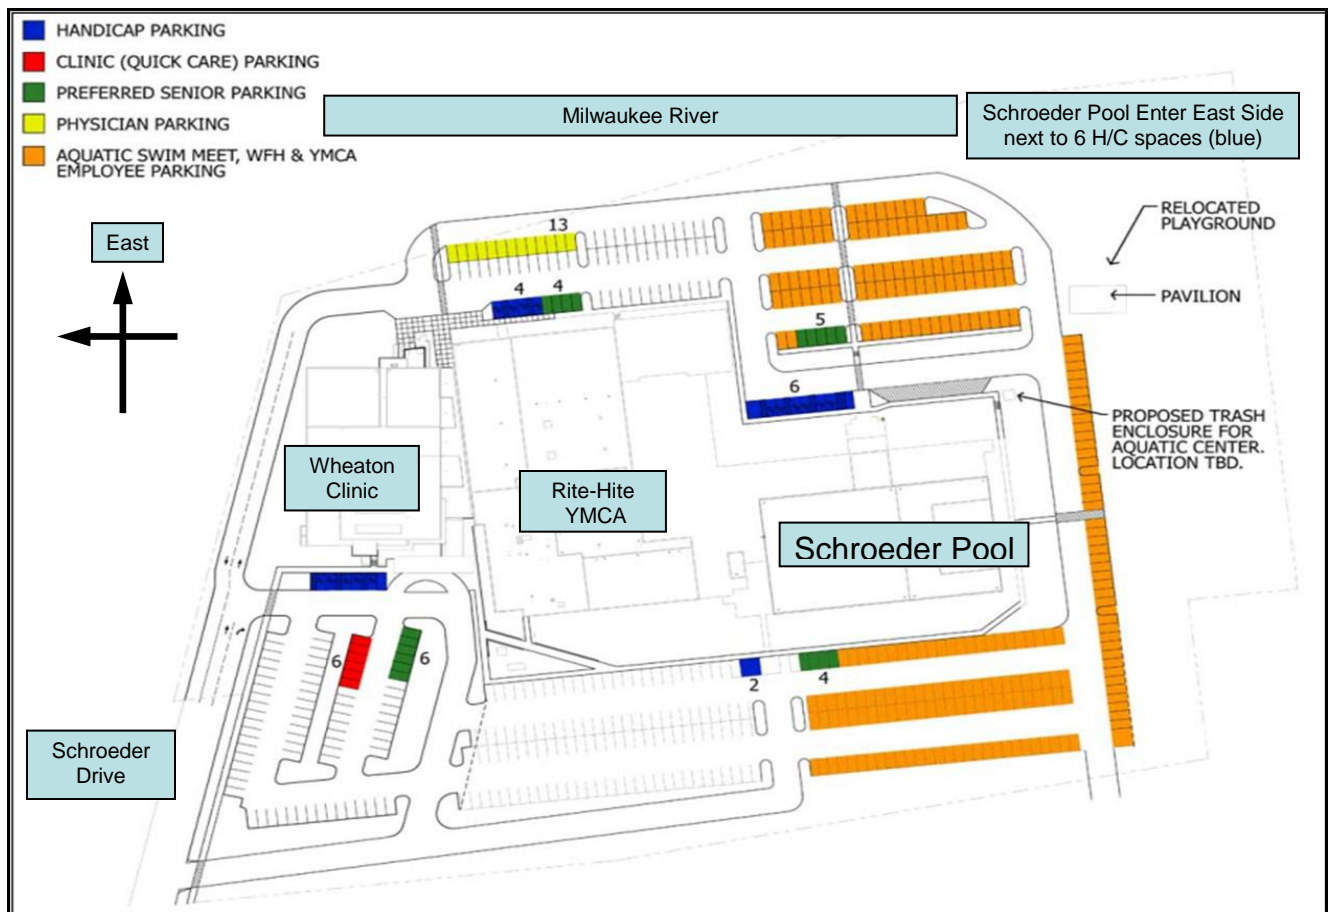 HANDICAP PARKING
CLINIC (QUICK CARE) PARKING
PREFERRED SENIOR PARKING
PHYSICIAN PARKING
AQUATIC SWIM MEET, WFH & YMCA
EMPLOYEE PARKING
Milwaukee River
Schroeder Pool Enter East Side
next to 6 H/C spaces (blue)
East
RELOCATED
PLAYGROUND
PAVILION
13
4 4
5
6
PROPOSED TRASH
ENCLOSURE FOR
AQUATIC CENTER.
LOCATION TBD.
Wheaton
Clinic
Rite-Hite
YMCA
Schroeder Pool
6 6
2 4
Schroeder
Drive